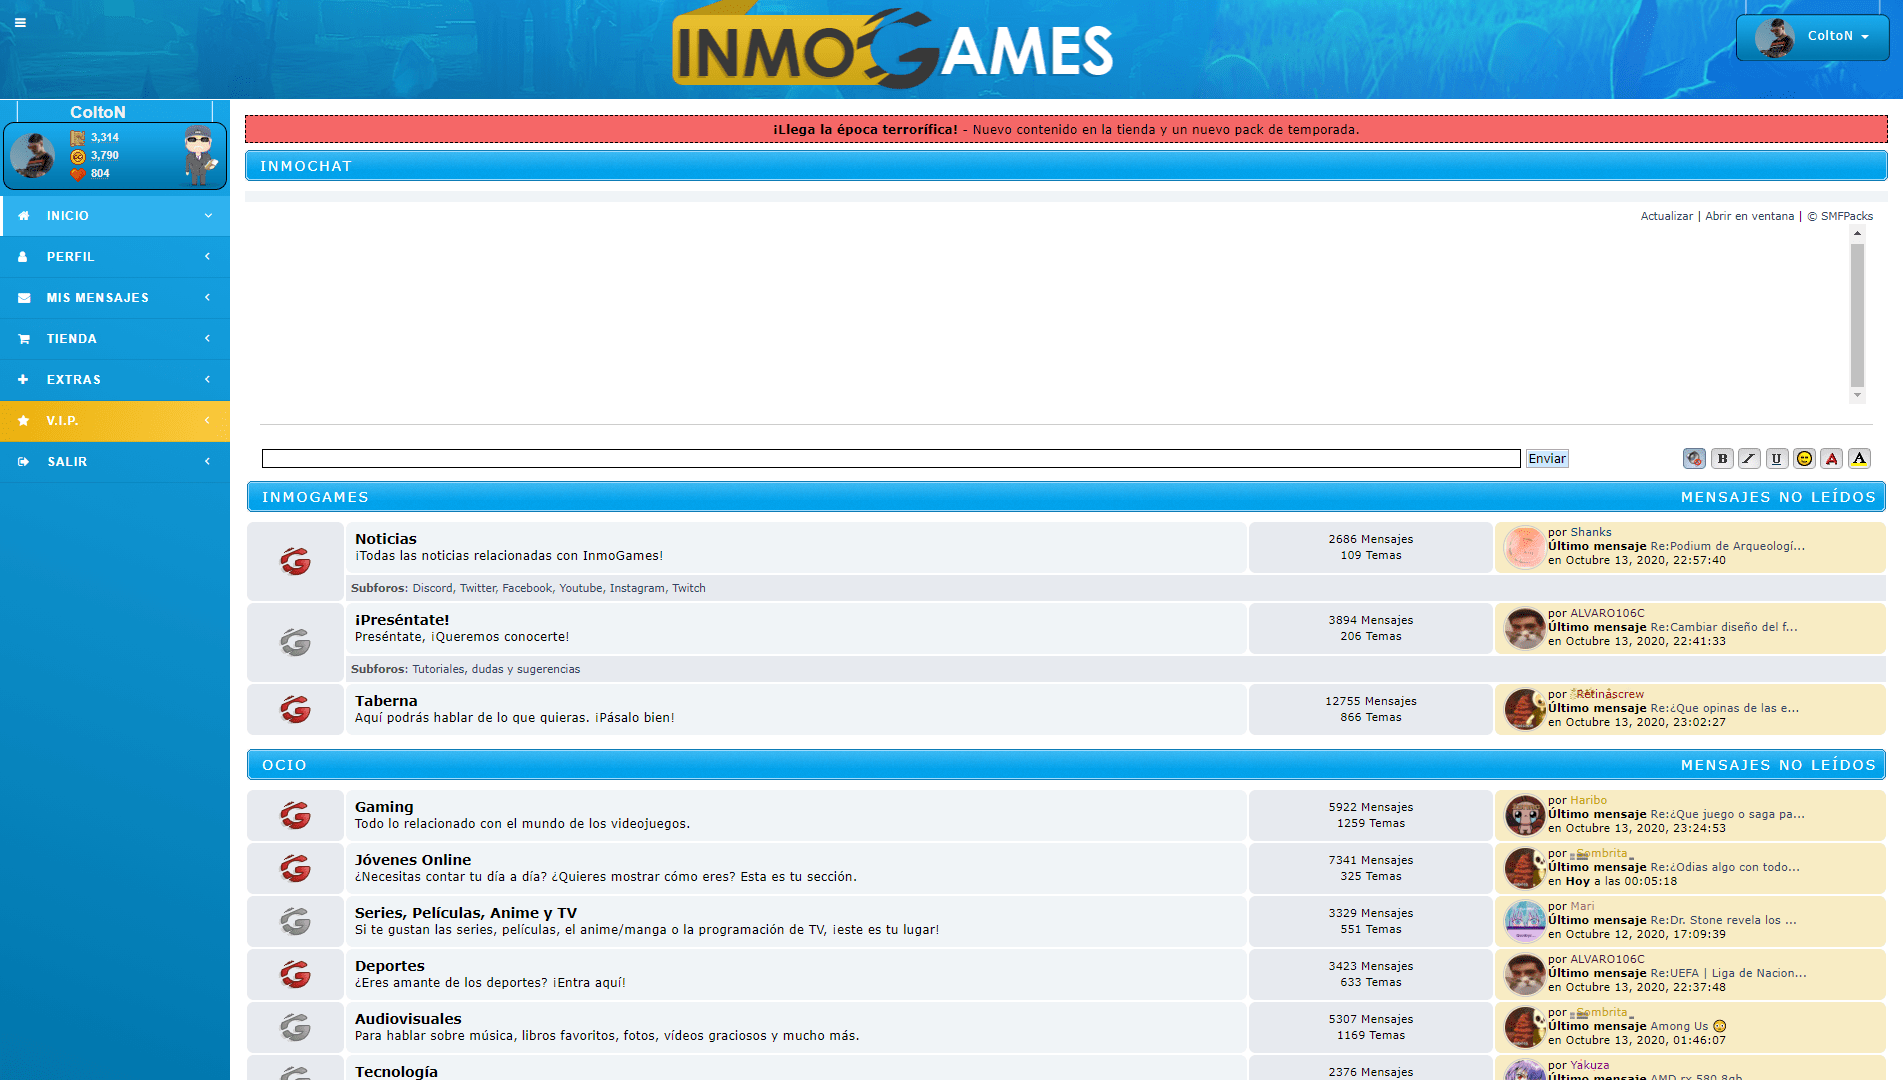 INMOGAMES
ColtoN
ColtoN
3,314
3,790
804
INICIO
PERFIL
MIS MENSAJES
TIENDA
EXTRAS
V.I.P.
SALIR
¡Llega la época terrorífica! - Nuevo contenido en la tienda y un nuevo pack de temporada.
INMOCHAT
Actualizar | Abrir en ventana | © SMFPacks
Enviar
B I U A A
INMOGAMES MENSAJES NO LEÍDOS
Noticias
¡Todas las noticias relacionadas con InmoGames!
2686 Mensajes
109 Temas
por Shanks
Último mensaje Re:Podium de Arqueologí...
en Octubre 13, 2020, 22:57:40
Subforos: Discord, Twitter, Facebook, Youtube, Instagram, Twitch
¡Preséntate!
Preséntate, ¡Queremos conocerte!
3894 Mensajes
206 Temas
por ALVARO106C
Último mensaje Re:Cambiar diseño del f...
en Octubre 13, 2020, 22:41:33
Subforos: Tutoriales, dudas y sugerencias
Taberna
Aquí podrás hablar de lo que quieras. ¡Pásalo bien!
12755 Mensajes
866 Temas
por Retinascrew
Último mensaje Re:¿Que opinas de las e...
en Octubre 13, 2020, 23:02:27
OCIO MENSAJES NO LEÍDOS
Gaming
Todo lo relacionado con el mundo de los videojuegos.
5922 Mensajes
1259 Temas
por Haribo
Último mensaje Re:¿Que juego o saga pa...
en Octubre 13, 2020, 23:24:53
Jóvenes Online
¿Necesitas contar tu día a día? ¿Quieres mostrar cómo eres? Esta es tu sección.
7341 Mensajes
325 Temas
por Sombrita
Último mensaje Re:¿Odias algo con todo...
en Hoy a las 00:05:18
Series, Películas, Anime y TV
Si te gustan las series, películas, el anime/manga o la programación de TV, ¡este es tu lugar!
3329 Mensajes
551 Temas
por Mari
Último mensaje Re:Dr. Stone revela los ...
en Octubre 12, 2020, 17:09:39
Deportes
¿Eres amante de los deportes? ¡Entra aquí!
3423 Mensajes
633 Temas
por ALVARO106C
Último mensaje Re:UEFA | Liga de Nacion...
en Octubre 13, 2020, 22:37:48
Audiovisuales
Para hablar sobre música, libros favoritos, fotos, vídeos graciosos y mucho más.
5307 Mensajes
1169 Temas
por Sombrita
Último mensaje Among Us
en Octubre 13, 2020, 01:46:07
Tecnología
2376 Mensajes
por Yakuza
Último mensaje AMD rx 580 8gb